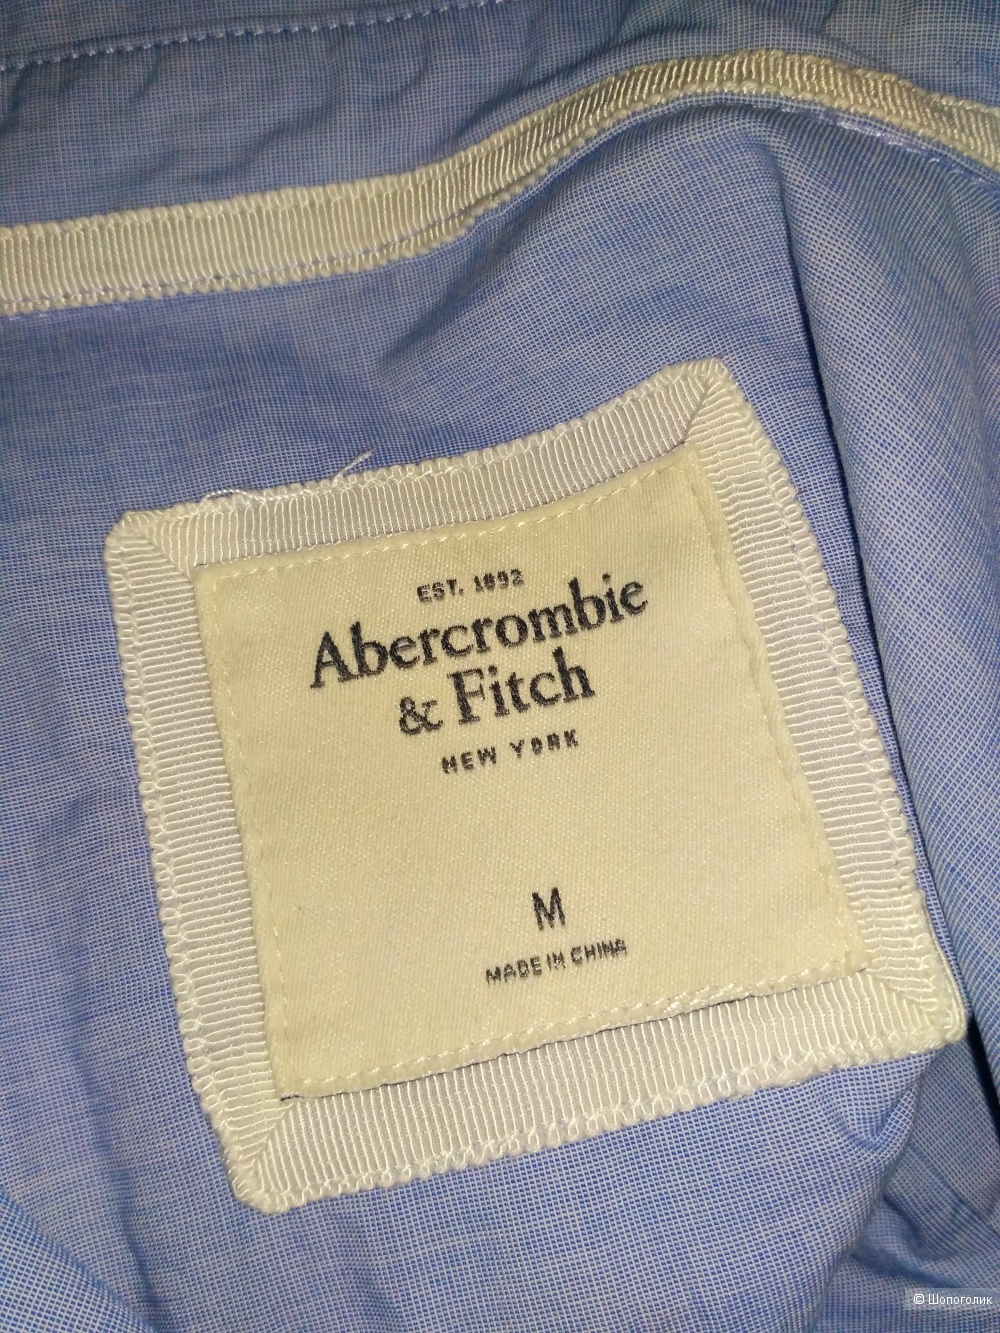 EST. 1892
Abercrombie
& Fitch
NEW YORK
M
MADE IN CHINA
© Шопоголик